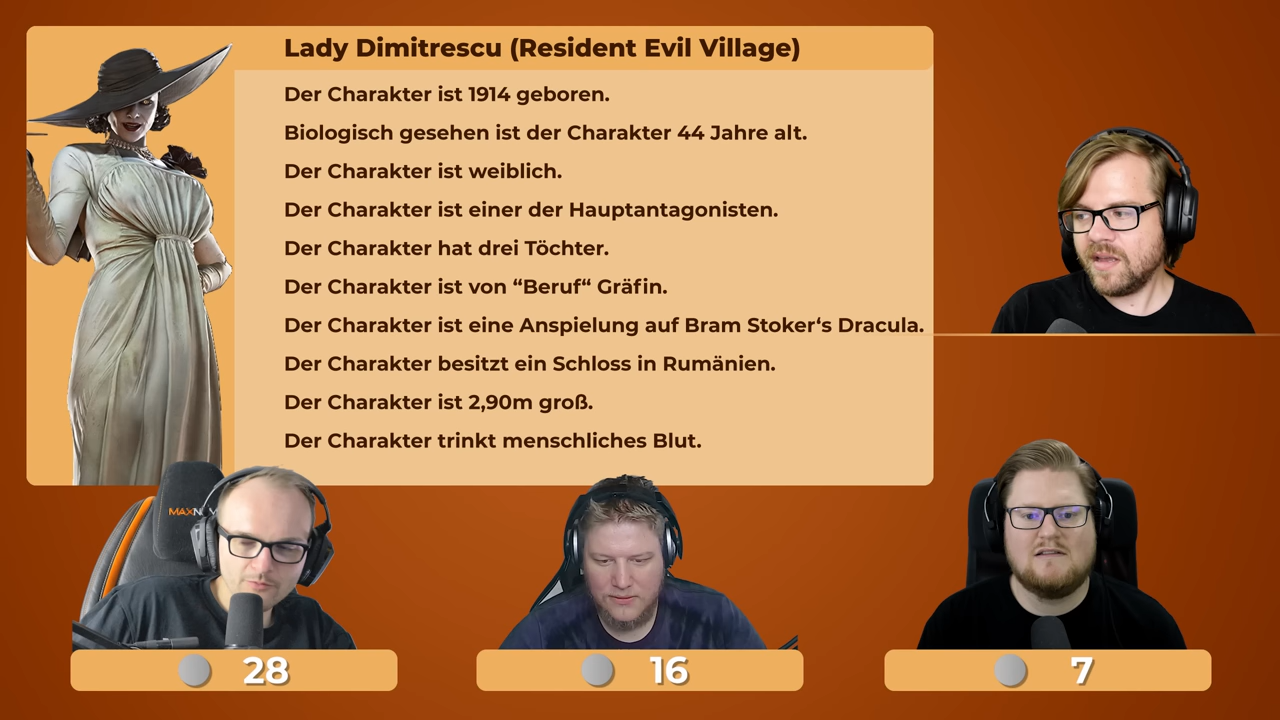 Lady Dimitrescu (Resident Evil Village)
Der Charakter ist 1914 geboren.
Biologisch gesehen ist der Charakter 44 Jahre alt.
Der Charakter ist weiblich.
Der Charakter ist einer der Hauptantagonisten.
Der Charakter hat drei Töchter.
Der Charakter ist von “Beruf“ Gräfin.
Der Charakter ist eine Anspielung auf Bram Stoker‘s Dracula.
Der Charakter besitzt ein Schloss in Rumänien.
Der Charakter ist 2,90m groß.
Der Charakter trinkt menschliches Blut.
28
16
7